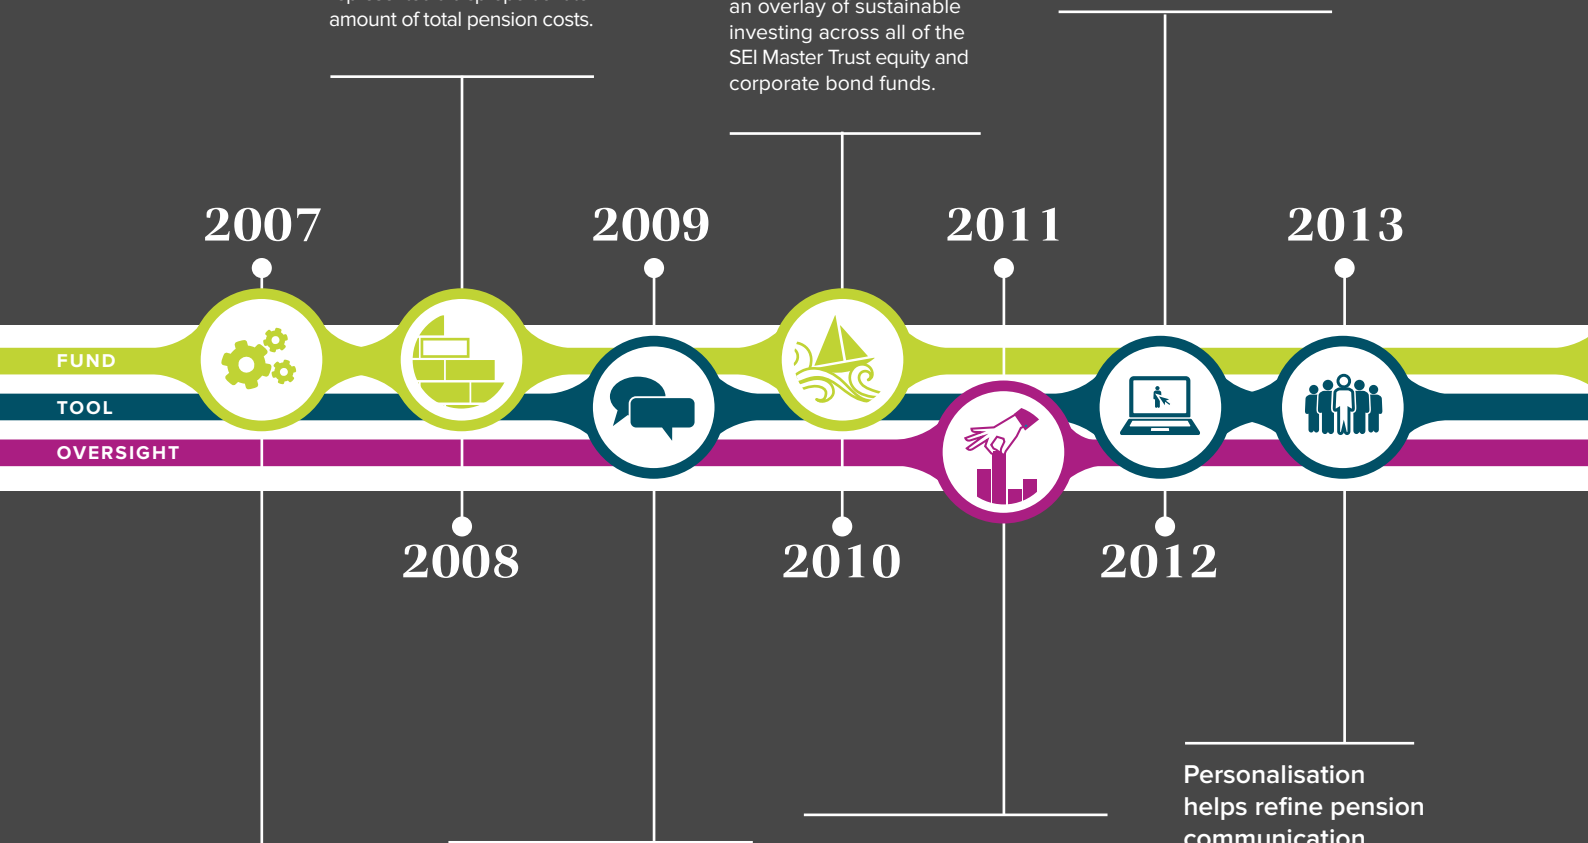 amount of total pension costs.
an overlay of sustainable
investing across all of the
SEI Master Trust equity and
corporate bond funds.
2007
2009
2011
2013
FUND
TOOL
OVERSIGHT
2008
2010
2012
Personalisation
helps refine pension
communication